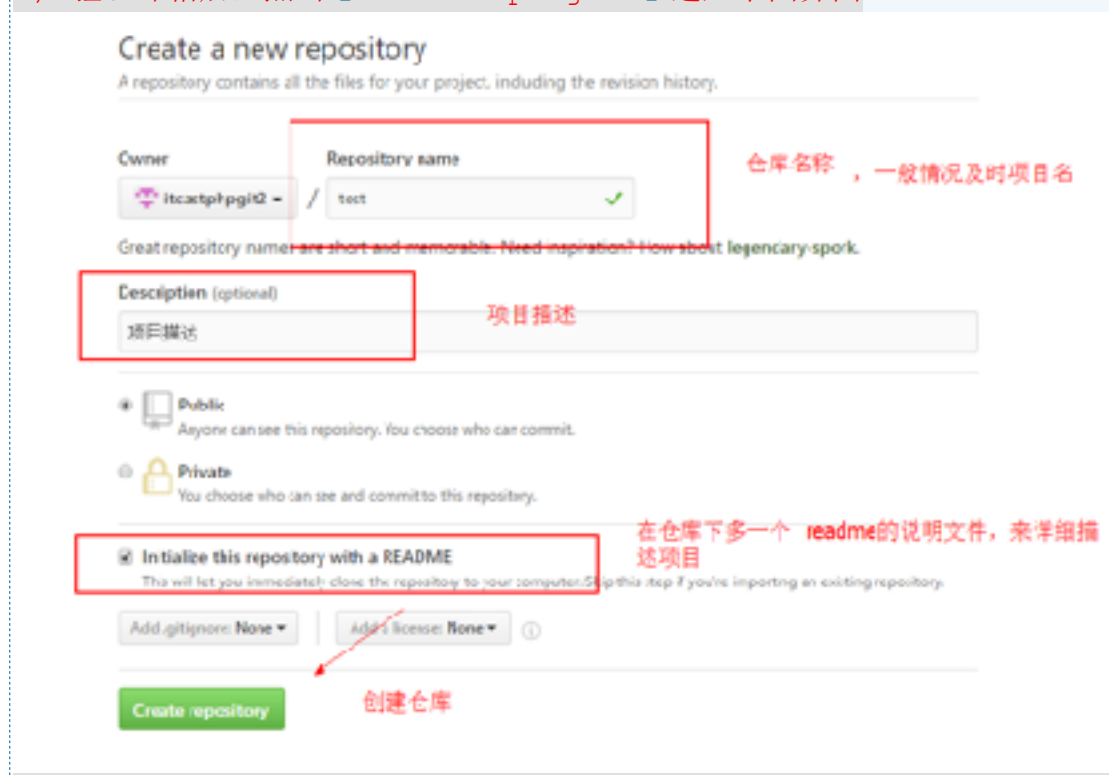 Create a new repository
A repository contains all the files for your project, including the revision history.
Owner
Repository name
仓库名称 ，一般情况及时项目名
itcastphpgit2
/
test
Great repository names are short and memorable. Need inspiration? How about legendary-spork.
Description (optional)
项目描述
项目描述
Public
Anyone can see this repository. You choose who can commit.
Private
You choose who can see and commit to this repository.
在仓库下多一个 readme的说明文件，来详细描
述项目
Initialize this repository with a README
This will let you immediately clone the repository to your computer. Skip this step if you're importing an existing repository.
Add .gitignore: None
Add a license: None
创建仓库
Create repository